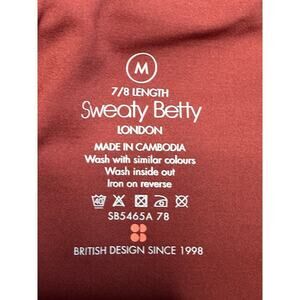 M
7/8 LENGTH
Sweaty Betty
LONDON
MADE IN CAMBODIA
Wash with similar colours
Wash inside out
Iron on reverse
40
SB5465A 78
BRITISH DESIGN SINCE 1998